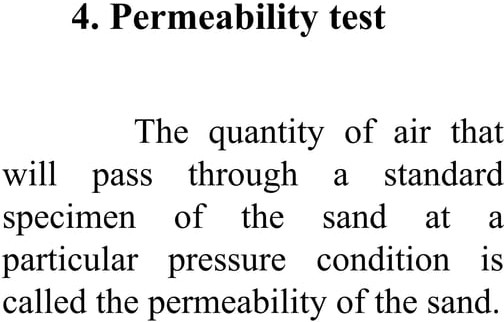 4. Permeability test
The quantity of air that
will pass through a standard
specimen of the sand at a
particular pressure condition is
called the permeability of the sand.